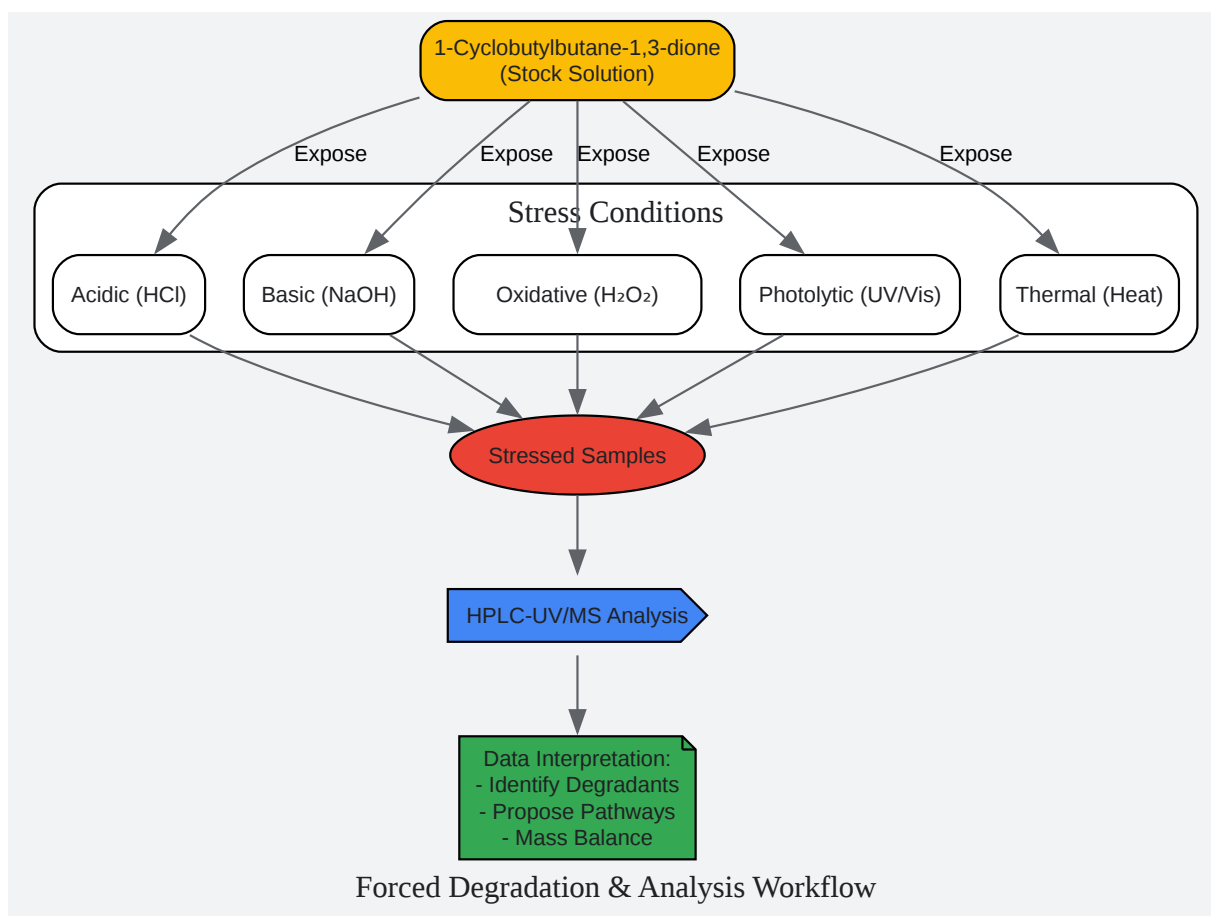 1-Cyclobutylbutane-1,3-dione
(Stock Solution)
Expose Expose Expose Expose Expose
Stress Conditions
Acidic (HCl) Basic (NaOH) Oxidative (H₂O₂) Photolytic (UV/Vis) Thermal (Heat)
Stressed Samples
HPLC-UV/MS Analysis
Data Interpretation:
- Identify Degradants
- Propose Pathways
- Mass Balance
Forced Degradation & Analysis Workflow